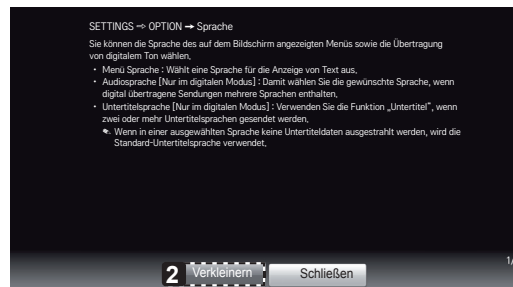 SETTINGS ⇨ OPTION → Sprache
Sie können die Sprache des auf dem Bildschirm angezeigten Menüs sowie die Übertragung
von digitalem Ton wählen.
• Menü Sprache : Wählt eine Sprache für die Anzeige von Text aus.
• Audiosprache [Nur im digitalen Modus] : Damit wählen Sie die gewünschte Sprache, wenn
digital übertragene Sendungen mehrere Sprachen enthalten.
• Untertitelsprache [Nur im digitalen Modus] : Verwenden Sie die Funktion „Untertitel“, wenn
zwei oder mehr Untertitelsprachen gesendet werden.
✎ Wenn in einer ausgewählten Sprache keine Untertiteldaten ausgestrahlt werden, wird die
Standard-Untertitelsprache verwendet.
1/
2 Verkleinern Schließen